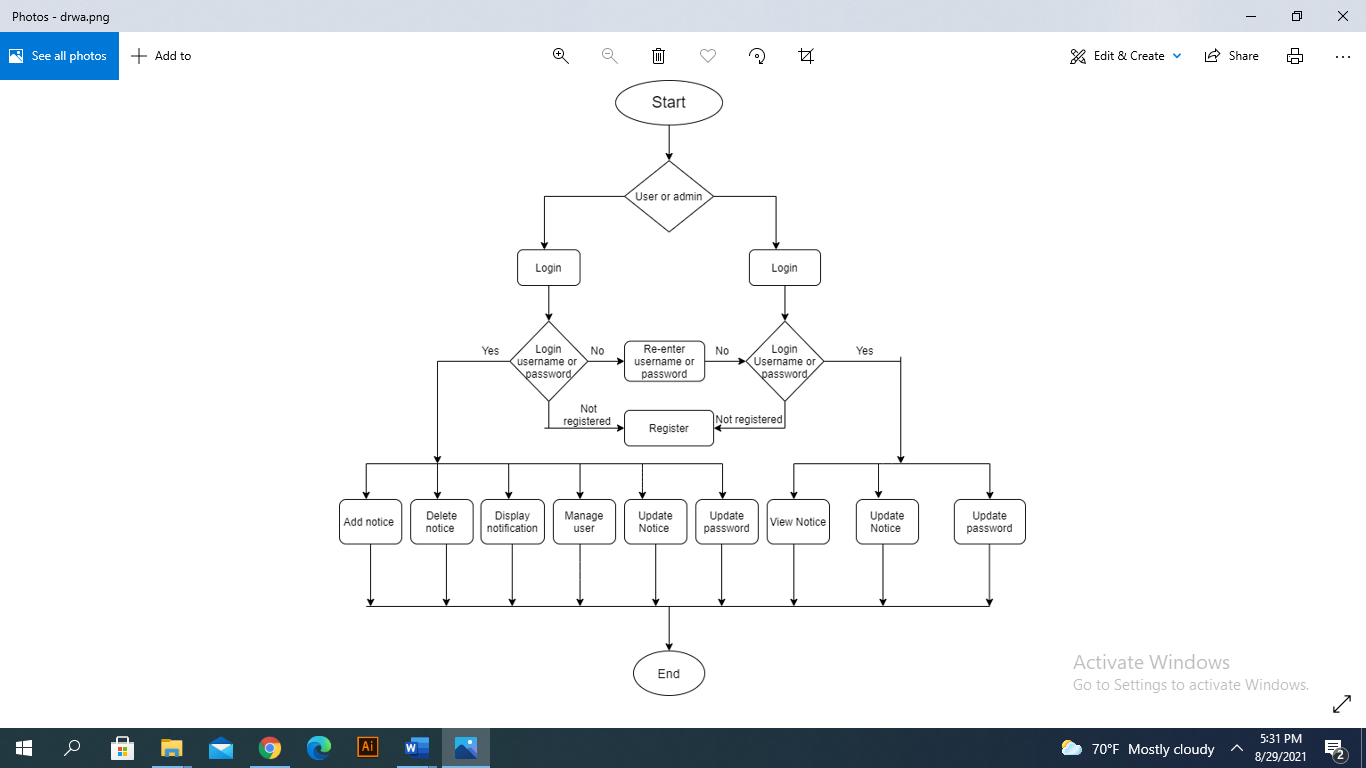 Photos - drwa.png
See all photos
Add to
Edit & Create
Share
Start
User or admin
Login
Login
Yes
Login
username or
password
No
Re-enter
username or
password
No
Login
Username or
password
Yes
Not
registered
Register
Not registered
Add notice
Delete
notice
Display
notification
Manage
user
Update
Notice
Update
password
View Notice
Update
Notice
Update
password
End
Activate Windows
Go to Settings to activate Windows.
Ai
W
70°F Mostly cloudy
5:31 PM
8/29/2021
2